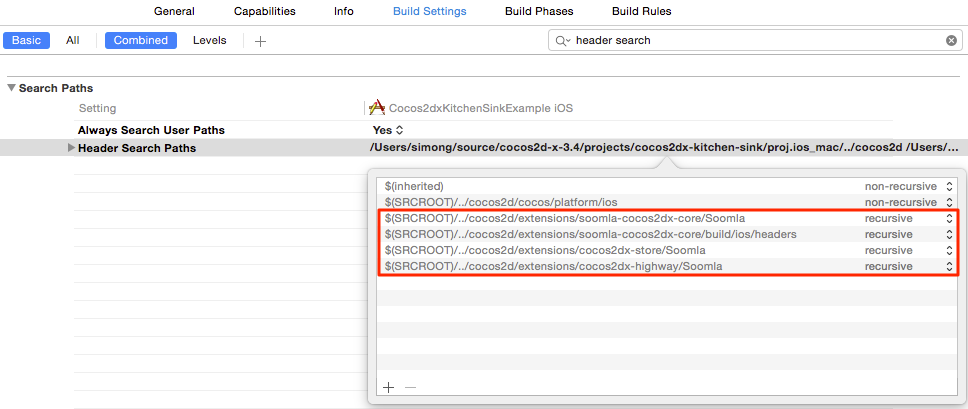 General Capabilities Info Build Settings Build Phases Build Rules
Basic All Combined Levels + header search
Search Paths
Setting Cocos2dxKitchenSinkExample iOS
Always Search User Paths Yes
Header Search Paths /Users/simong/source/cocos2d-x-3.4/projects/cocos2dx-kitchen-sink/proj.ios_mac/../cocos2d /Users/...
$(inherited) non-recursive
$(SRCROOT)/../cocos2d/cocos/platform/ios non-recursive
$(SRCROOT)/../cocos2d/extensions/soomla-cocos2dx-core/Soomla recursive
$(SRCROOT)/../cocos2d/extensions/soomla-cocos2dx-core/build/ios/headers recursive
$(SRCROOT)/../cocos2d/extensions/cocos2dx-store/Soomla recursive
$(SRCROOT)/../cocos2d/extensions/cocos2dx-highway/Soomla recursive
+ —